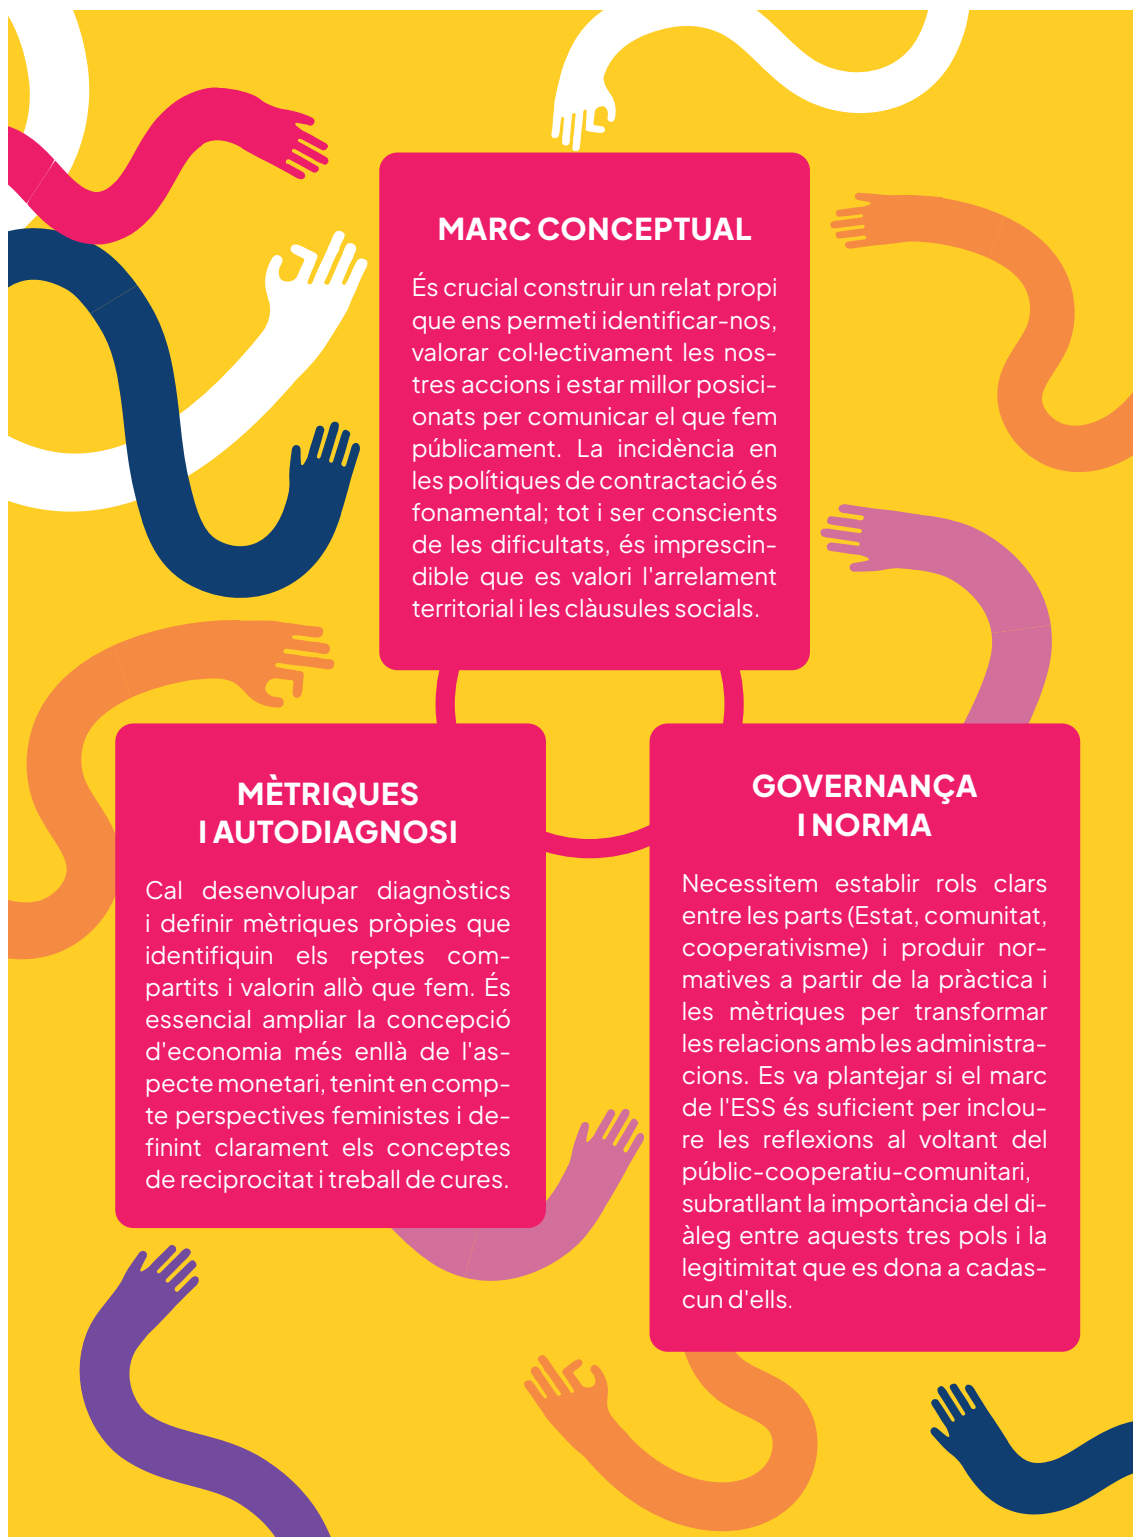 MARC CONCEPTUAL
És crucial construir un relat propi
que ens permeti identificar-nos,
valorar col·lectivament les nos-
tres accions i estar millor posici-
onats per comunicar el que fem
públicament. La incidència en
les polítiques de contractació és
fonamental; tot i ser conscients
de les dificultats, és imprescin-
dible que es valori l'arrelament
territorial i les clàusules socials.
MÈTRIQUES
I AUTODIAGNOSI
Cal desenvolupar diagnòstics
i definir mètriques pròpies que
identifiquin els reptes com-
partits i valorin allò que fem. És
essencial ampliar la concepció
d'economia més enllà de l'as-
pecte monetari, tenint en comp-
te perspectives feministes i de-
finint clarament els conceptes
de reciprocitat i treball de cures.
GOVERNANÇA
I NORMA
Necessitem establir rols clars
entre les parts (Estat, comunitat,
cooperativisme) i produir nor-
matives a partir de la pràctica i
les mètriques per transformar
les relacions amb les administra-
cions. Es va plantejar si el marc
de l'ESS és suficient per inclou-
re les reflexions al voltant del
públic-cooperatiu-comunitari,
subratllant la importància del di-
àleg entre aquests tres pols i la
legitimitat que es dona a cadas-
cun d'ells.